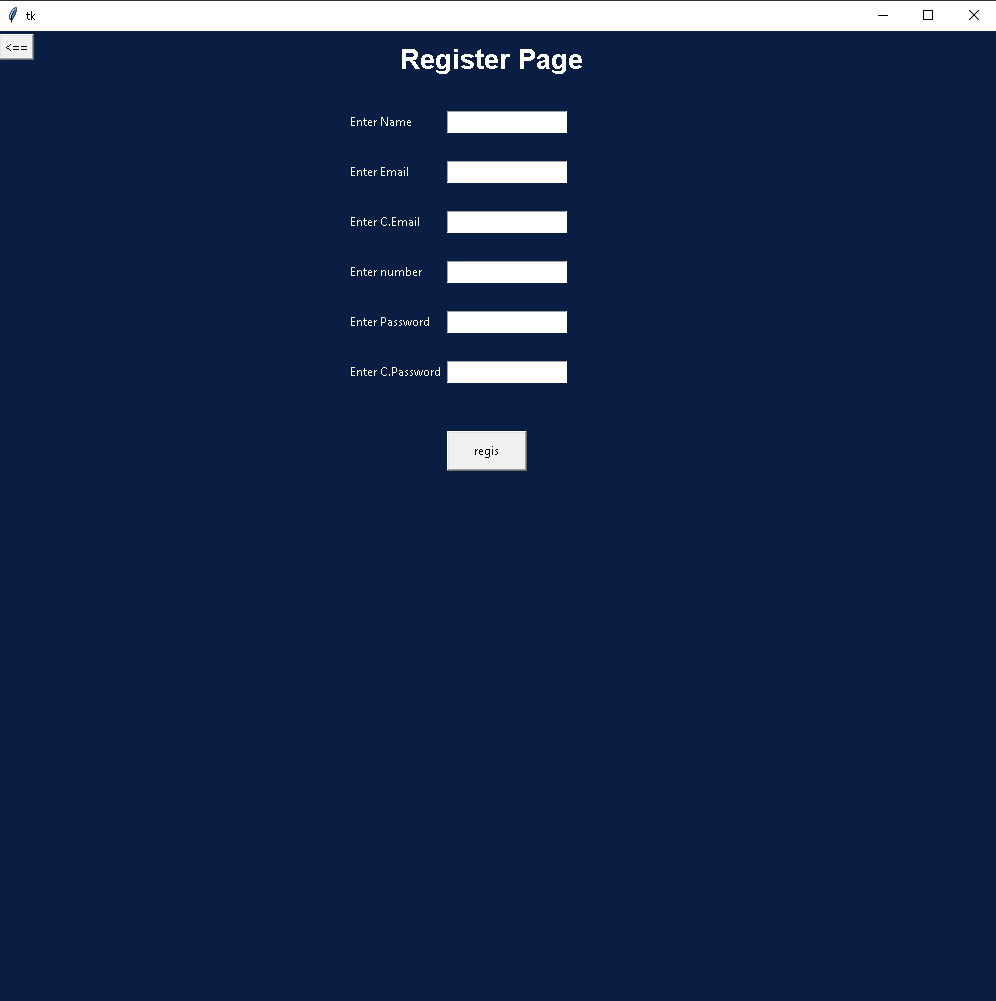 tk
<==
Register Page
Enter Name
Enter Email
Enter C.Email
Enter number
Enter Password
Enter C.Password
regis